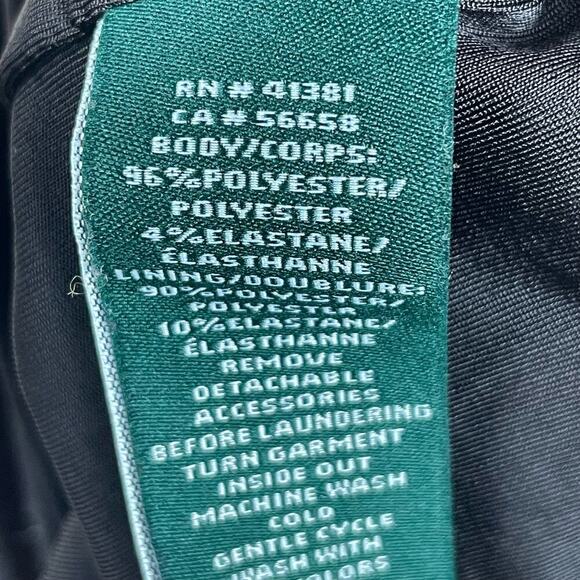 RN # 41381
CA # 56658
BODY/CORPS:
96%POLYESTER/
POLYESTER
4%ELASTANE/
ÉLASTHANNE
LINING/DOUBLURE:
90%POLYESTER/
POLYESTER
10%ELASTANE/
ÉLASTHANNE
REMOVE
DETACHABLE
ACCESSORIES
BEFORE LAUNDERING
TURN GARMENT
INSIDE OUT
MACHINE WASH
COLD
GENTLE CYCLE
WASH WITH